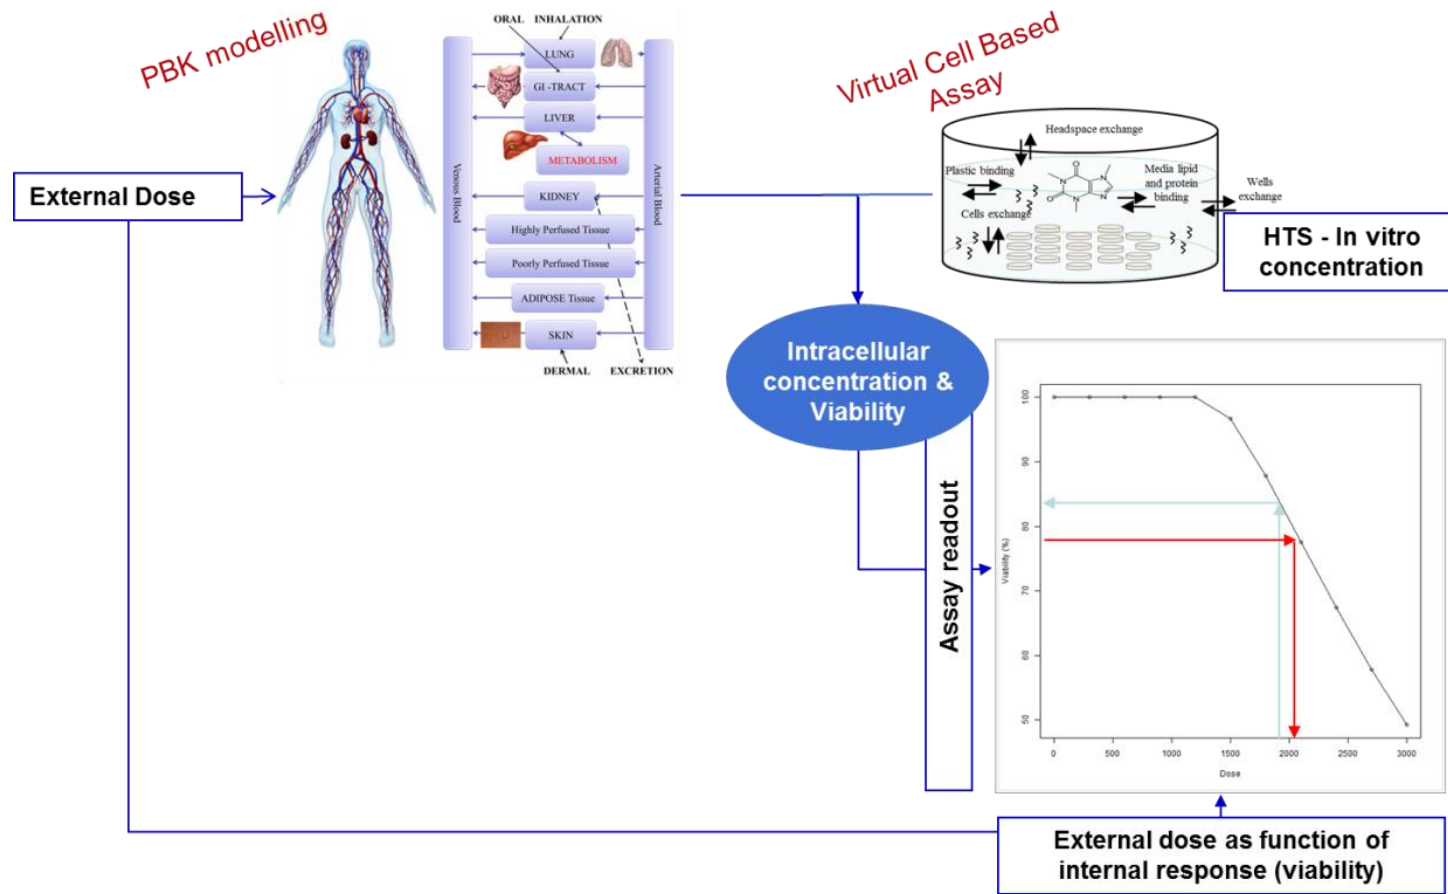 PBK modelling
ORAL INHALATION
LUNG
GI -TRACT
LIVER
METABOLISM
KIDNEY
Highly Perfused Tissue
Poorly Perfused Tissue
ADIPOSE Tissue
SKIN
DERMAL EXCRETION
Venous Blood
Arterial Blood
External Dose
Virtual Cell Based
Assay
Headspace exchange
Plastic binding
Media lipid
and protein
binding
Wells
exchange
Cells exchange
O
N
N
O
N
N
HTS - In vitro
concentration
Intracellular
concentration &
Viability
Assay readout
Viability (%)
100
90
80
70
60
50
0 500 1000 1500 2000 2500 3000
Dose
External dose as function of
internal response (viability)